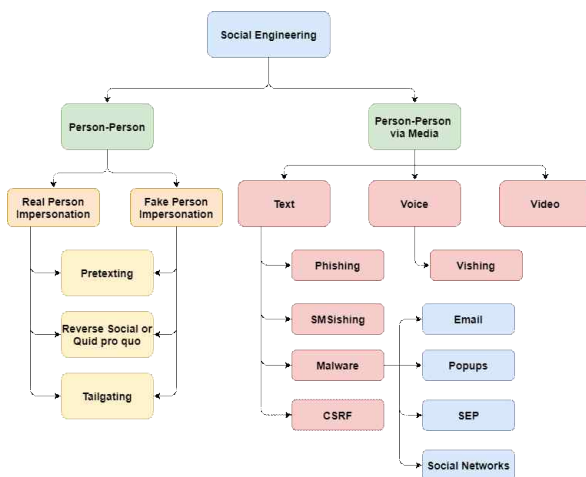 Social Engineering
Person-Person
Person-Person
via Media
Real Person
Impersonation
Fake Person
Impersonation
Text
Voice
Video
Pretexting
Phishing
Vishing
Reverse Social or
Quid pro quo
SMSishing
Email
Malware
Popups
Tailgating
CSRF
SEP
Social Networks